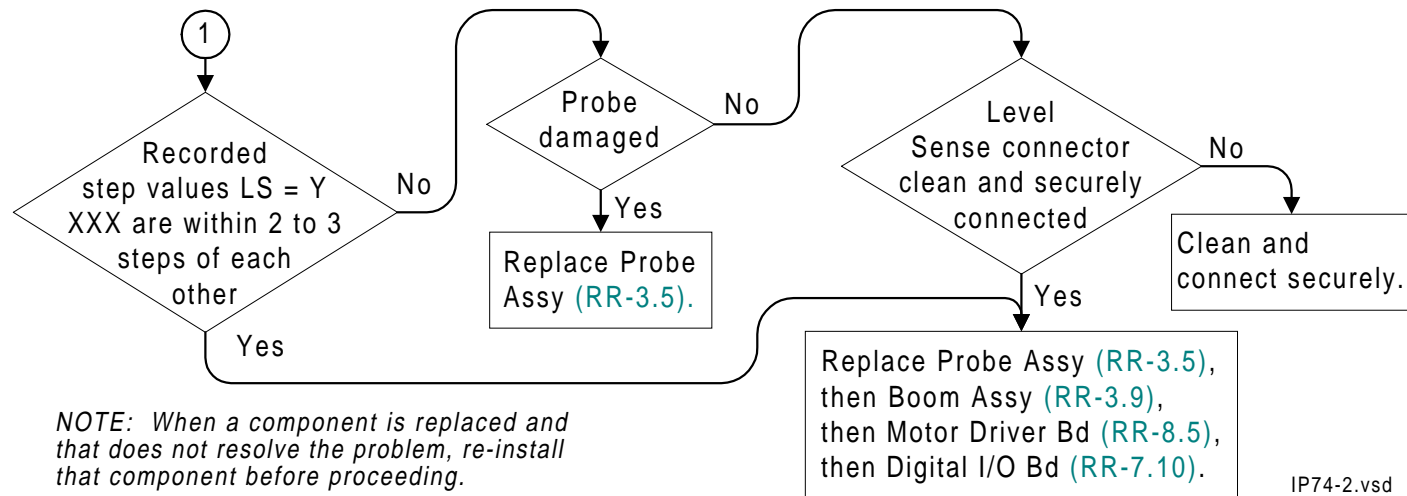 1
Recorded
step values LS = Y
XXX are within 2 to 3
steps of each
other
No
Yes
Probe
damaged
No
Yes
Replace Probe
Assy (RR-3.5).
Level
Sense connector
clean and securely
connected
No
Yes
Clean and
connect securely.
Replace Probe Assy (RR-3.5),
then Boom Assy (RR-3.9),
then Motor Driver Bd (RR-8.5),
then Digital I/O Bd (RR-7.10).
NOTE: When a component is replaced and
that does not resolve the problem, re-install
that component before proceeding.
IP74-2.vsd